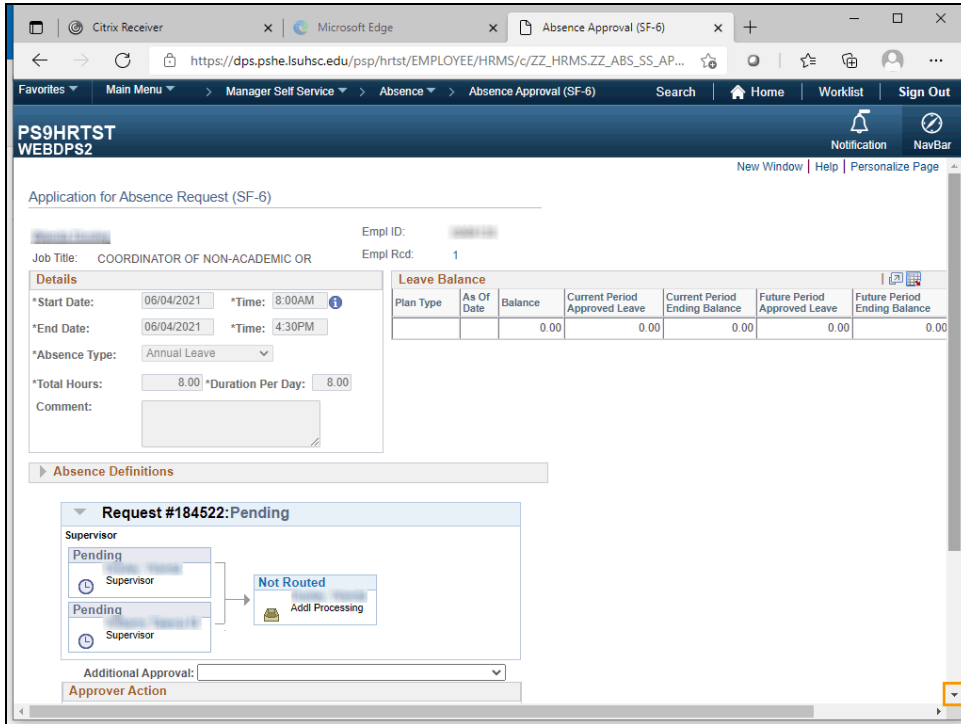 Citrix Receiver
Microsoft Edge
Absence Approval (SF-6)
https://dps.pshe.lsuhsc.edu/psp/hrtst/EMPLOYEE/HRMS/c/ZZ_HRMS.ZZ_ABS_SS_AP...
Favorites Main Menu > Manager Self Service > Absence > Absence Approval (SF-6) Search Home Worklist Sign Out
PS9HRTST
WEBDPS2
Notification NavBar
New Window | Help | Personalize Page
Application for Absence Request (SF-6)
Empl ID:
Job Title: COORDINATOR OF NON-ACADEMIC OR Empl Rcd: 1
Details
*Start Date: 06/04/2021 *Time: 8:00AM
*End Date: 06/04/2021 *Time: 4:30PM
*Absence Type: Annual Leave
*Total Hours: 8.00 *Duration Per Day: 8.00
Comment:
Leave Balance
Plan Type As Of Date Balance Current Period Approved Leave Current Period Ending Balance Future Period Approved Leave Future Period Ending Balance
0.00 0.00 0.00 0.00 0.00
Absence Definitions
Request #184522:Pending
Supervisor
Pending
Supervisor
Pending
Supervisor
Not Routed
Addl Processing
Additional Approval:
Approver Action